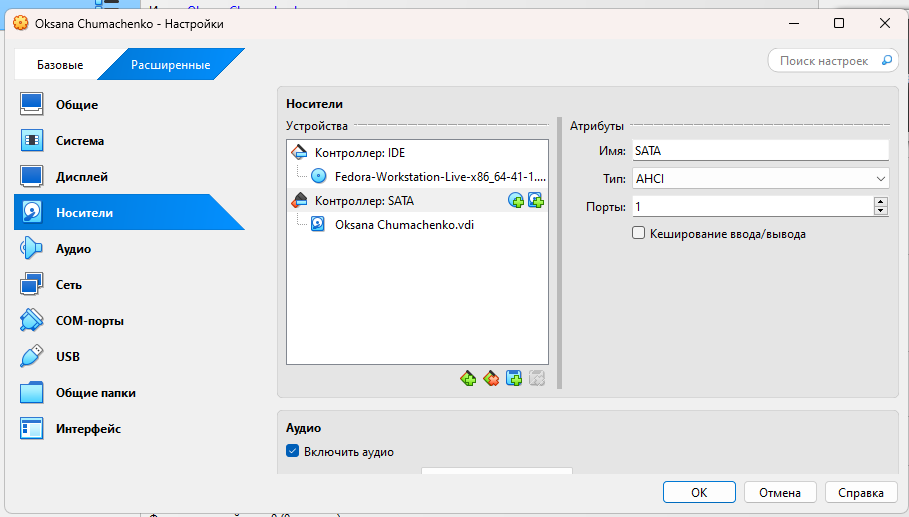 Oksana Chumachenko - Настройки
Базовые
Расширенные
Поиск настроек
Общие
Система
Дисплей
Носители
Аудио
Сеть
COM-порты
USB
Общие папки
Интерфейс
Носители
Устройства
Контроллер: IDE
Fedora-Workstation-Live-x86_64-41-1....
Контроллер: SATA
Oksana Chumachenko.vdi
Атрибуты
Имя: SATA
Тип: AHCI
Порты: 1
Кеширование ввода/вывода
Аудио
Включить аудио
OK
Отмена
Справка